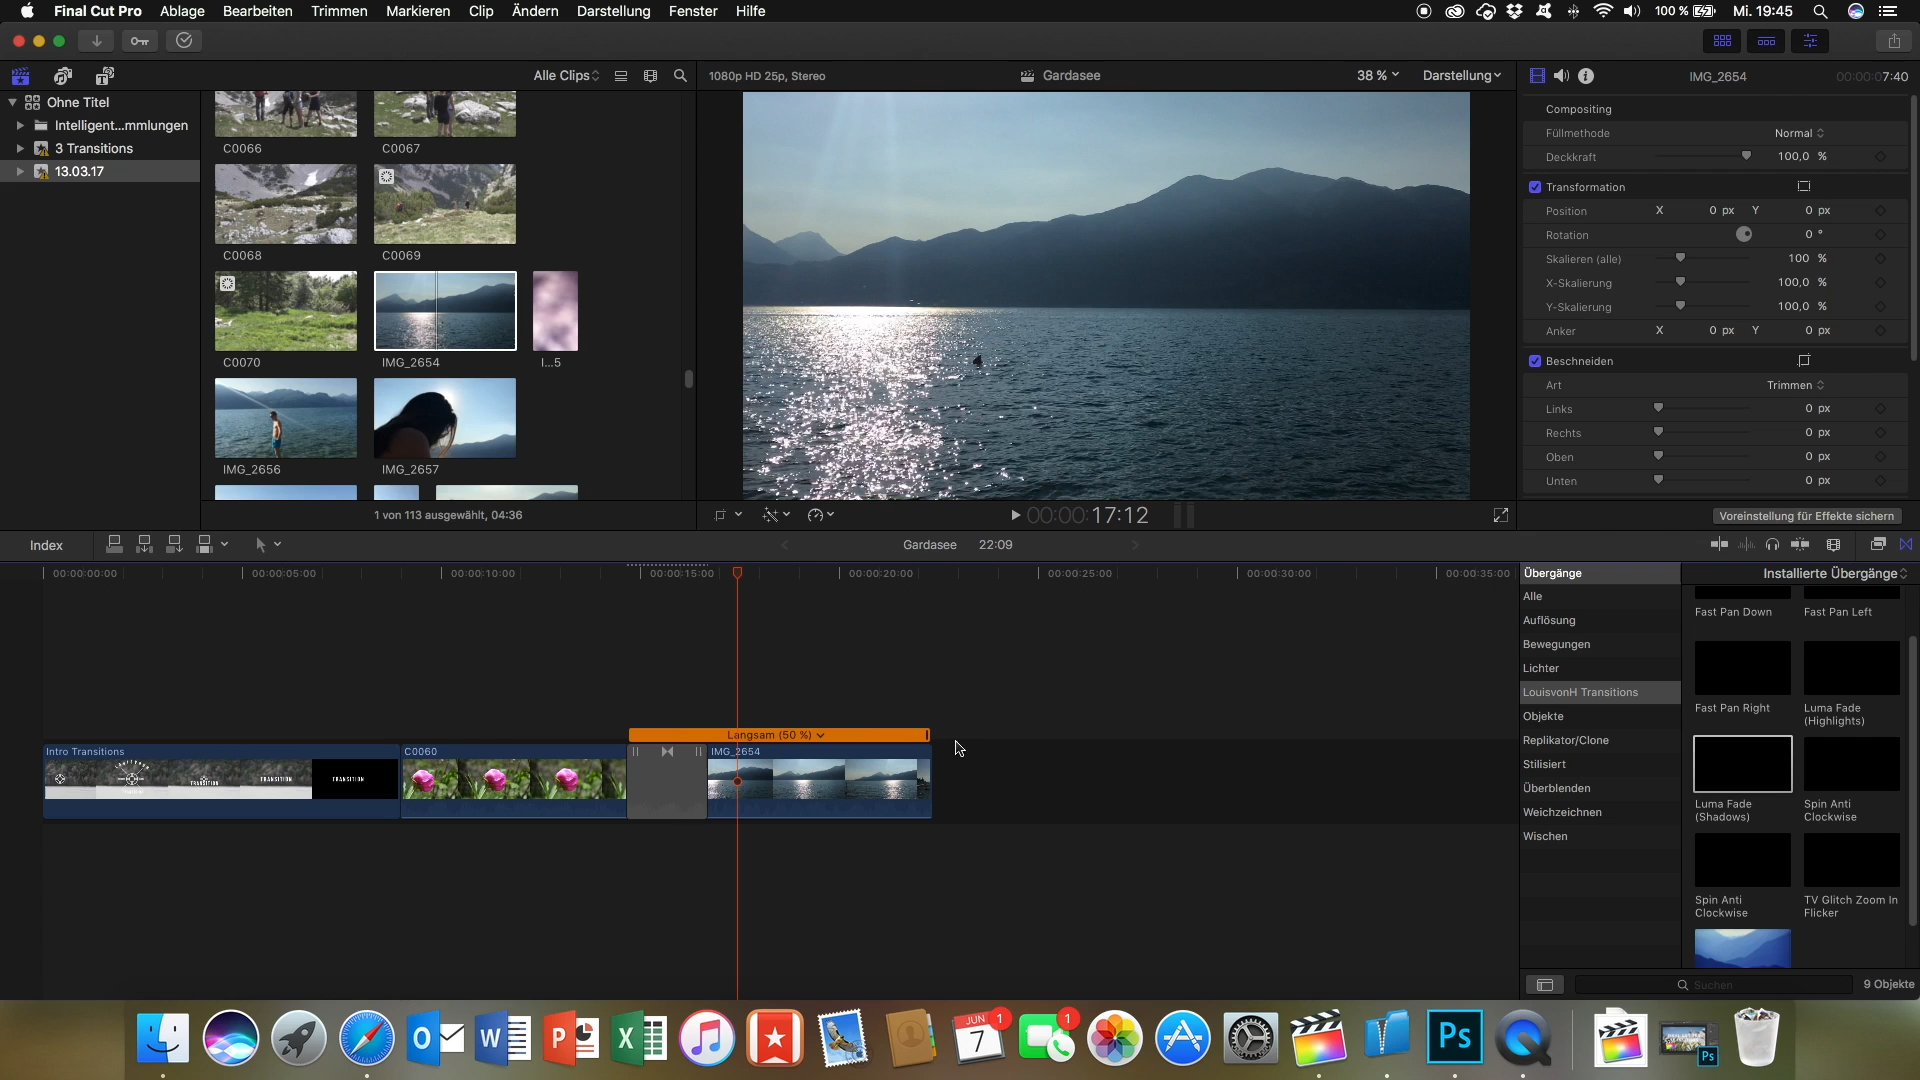 Final Cut Pro Ablage Bearbeiten Trimmen Markieren Clip Ändern Darstellung Fenster Hilfe 100 % Mi. 19:45
Alle Clips 1080p HD 25p, Stereo Gardasee 38 % Darstellung IMG_2654 00:00:07:40
Ohne Titel
Intelligent...mmlungen
3 Transitions
13.03.17
C0066 C0067
C0068 C0069
C0070 IMG_2654 I...5
IMG_2656 IMG_2657
1 von 113 ausgewählt, 04:36
00:00:00:17:12
Compositing
Füllmethode Normal
Deckkraft 100,0 %
Transformation
Position X 0 px Y 0 px
Rotation 0 °
Skalieren (alle) 100 %
X-Skalierung 100,0 %
Y-Skalierung 100,0 %
Anker X 0 px Y 0 px
Beschneiden
Art Trimmen
Links 0 px
Rechts 0 px
Oben 0 px
Unten 0 px
Voreinstellung für Effekte sichern
Index Gardasee 22:09
00:00:00:00 00:00:05:00 00:00:10:00 00:00:15:00 00:00:20:00 00:00:25:00 00:00:30:00 00:00:35:00
Langsam (50 %)
Intro Transitions C0060 IMG_2654
TRANSITION TRANSITION TRANSITION
Übergänge
Alle
Auflösung
Bewegungen
Lichter
LouisvonH Transitions
Objekte
Replikator/Clone
Stilisiert
Überblenden
Weichzeichnen
Wischen
Installierte Übergänge
Fast Pan Down Fast Pan Left
Fast Pan Right Luma Fade (Highlights)
Luma Fade (Shadows) Spin Anti Clockwise
Spin Anti Clockwise TV Glitch Zoom In Flicker
Suchen 9 Objekte
JUN 7 1 1
Ps Ps